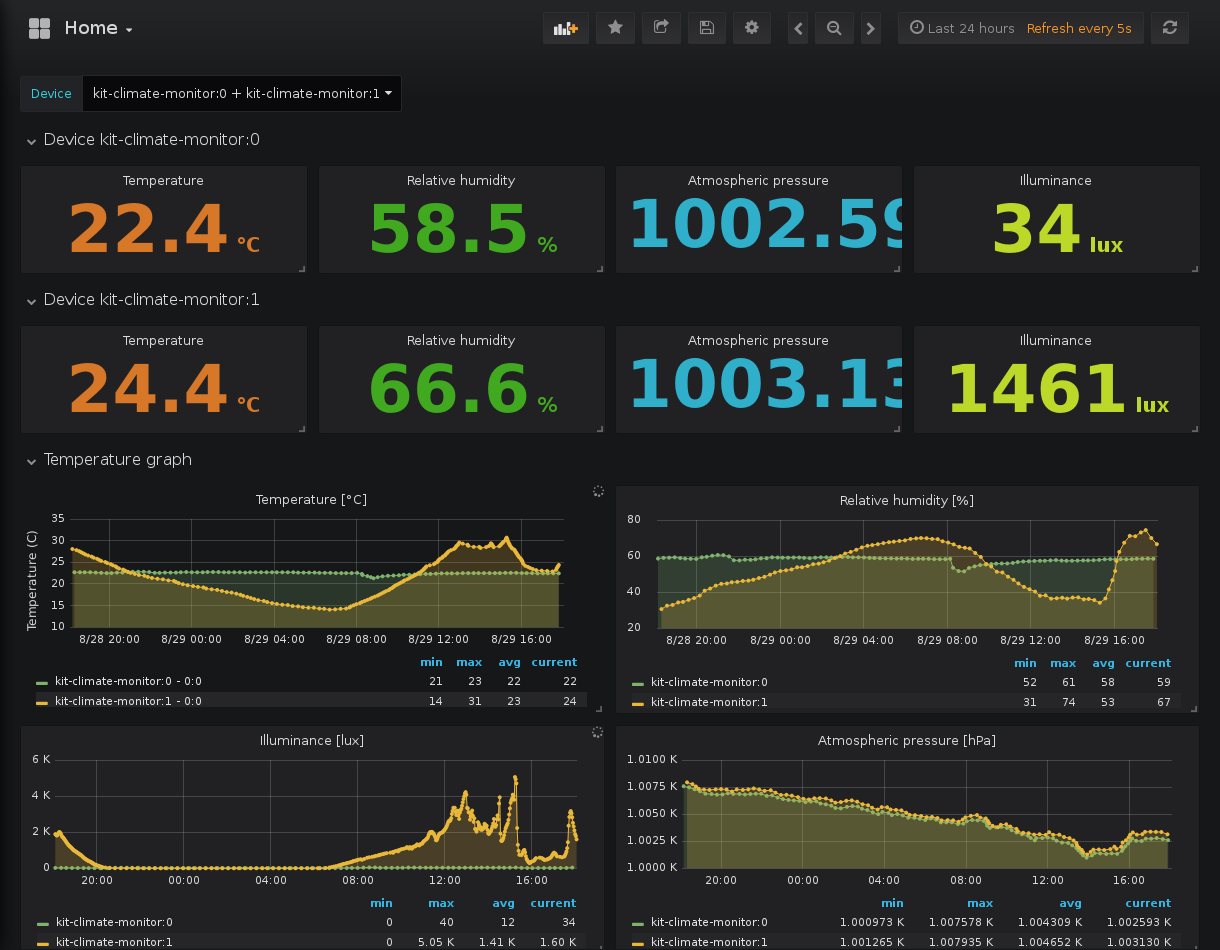 Home
Last 24 hours Refresh every 5s
Device kit-climate-monitor:0 + kit-climate-monitor:1
Device kit-climate-monitor:0
Temperature Relative humidity Atmospheric pressure Illuminance
22.4 °C 58.5 % 1002.59 34 lux
Device kit-climate-monitor:1
Temperature Relative humidity Atmospheric pressure Illuminance
24.4 °C 66.6 % 1003.13 1461 lux
Temperature graph
Temperature [°C]
Temperature (C)
35
30
25
20
15
10
8/28 20:00 8/29 00:00 8/29 04:00 8/29 08:00 8/29 12:00 8/29 16:00
min max avg current
kit-climate-monitor:0 - 0:0 21 23 22 22
kit-climate-monitor:1 - 0:0 14 31 23 24
Relative humidity [%]
80
60
40
20
8/28 20:00 8/29 00:00 8/29 04:00 8/29 08:00 8/29 12:00 8/29 16:00
min max avg current
kit-climate-monitor:0 52 61 58 59
kit-climate-monitor:1 31 74 53 67
Illuminance [lux]
6 K
4 K
2 K
0
20:00 00:00 04:00 08:00 12:00 16:00
min max avg current
kit-climate-monitor:0 0 40 12 34
kit-climate-monitor:1 0 5.05 K 1.41 K 1.60 K
Atmospheric pressure [hPa]
1.0100 K
1.0075 K
1.0050 K
1.0025 K
1.0000 K
20:00 00:00 04:00 08:00 12:00 16:00
min max avg current
kit-climate-monitor:0 1.000973 K 1.007578 K 1.004309 K 1.002593 K
kit-climate-monitor:1 1.001265 K 1.007935 K 1.004652 K 1.003130 K